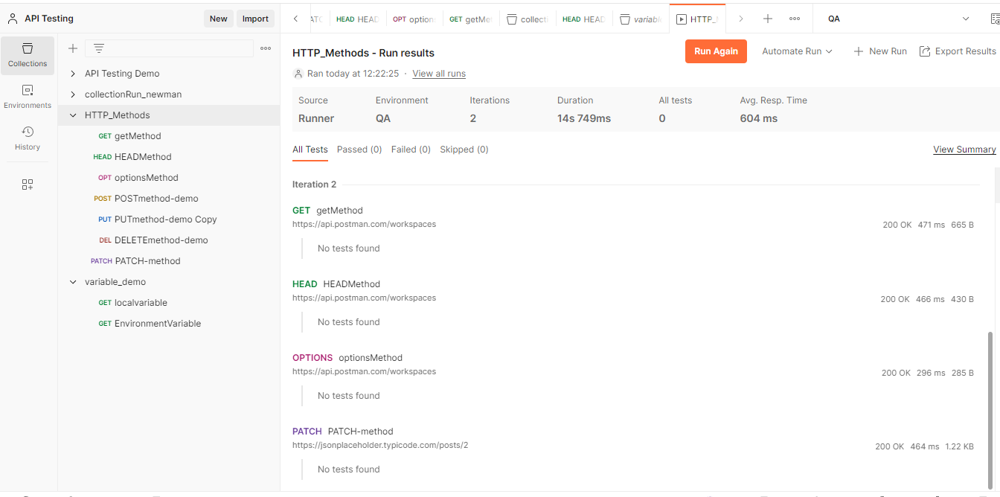 API Testing
New
Import
HEAD HEAD
OPT option
GET getMe
collecti
HEAD HEAD
variabl
HTTP_
QA
Collections
Environments
History
API Testing Demo
collectionRun_newman
HTTP_Methods
GET getMethod
HEAD HEADMethod
OPT optionsMethod
POST POSTmethod-demo
PUT PUTmethod-demo Copy
DEL DELETEmethod-demo
PATCH PATCH-method
variable_demo
GET localvariable
GET EnvironmentVariable
HTTP_Methods - Run results
Run Again
Automate Run
New Run
Export Results
Ran today at 12:22:25 · View all runs
Source Environment Iterations Duration All tests Avg. Resp. Time
Runner QA 2 14s 749ms 0 604 ms
All Tests Passed (0) Failed (0) Skipped (0) View Summary
Iteration 2
GET getMethod
https://api.postman.com/workspaces
200 OK 471 ms 665 B
No tests found
HEAD HEADMethod
https://api.postman.com/workspaces
200 OK 466 ms 430 B
No tests found
OPTIONS optionsMethod
https://api.postman.com/workspaces
200 OK 296 ms 285 B
No tests found
PATCH PATCH-method
https://jsonplaceholder.typicode.com/posts/2
200 OK 464 ms 1.22 KB
No tests found